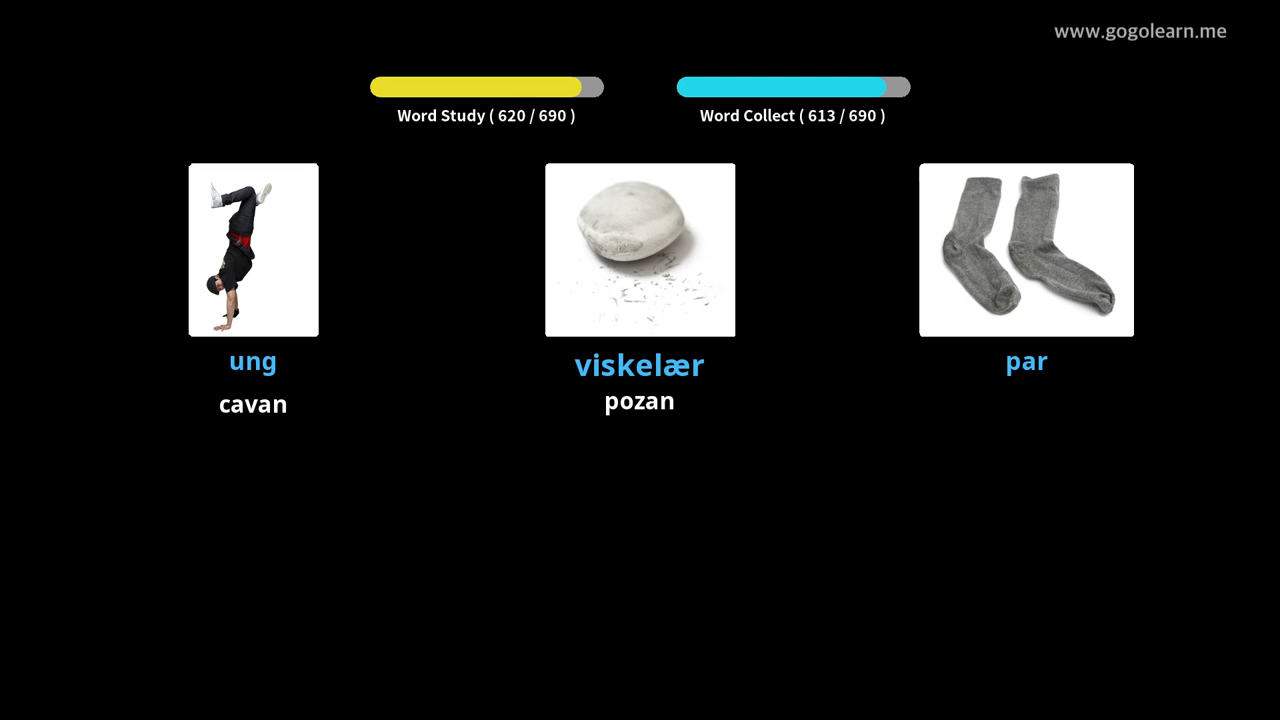 www.gogolearn.me
Word Study ( 620 / 690 )
Word Collect ( 613 / 690 )
ung
cavan
viskelær
pozan
par